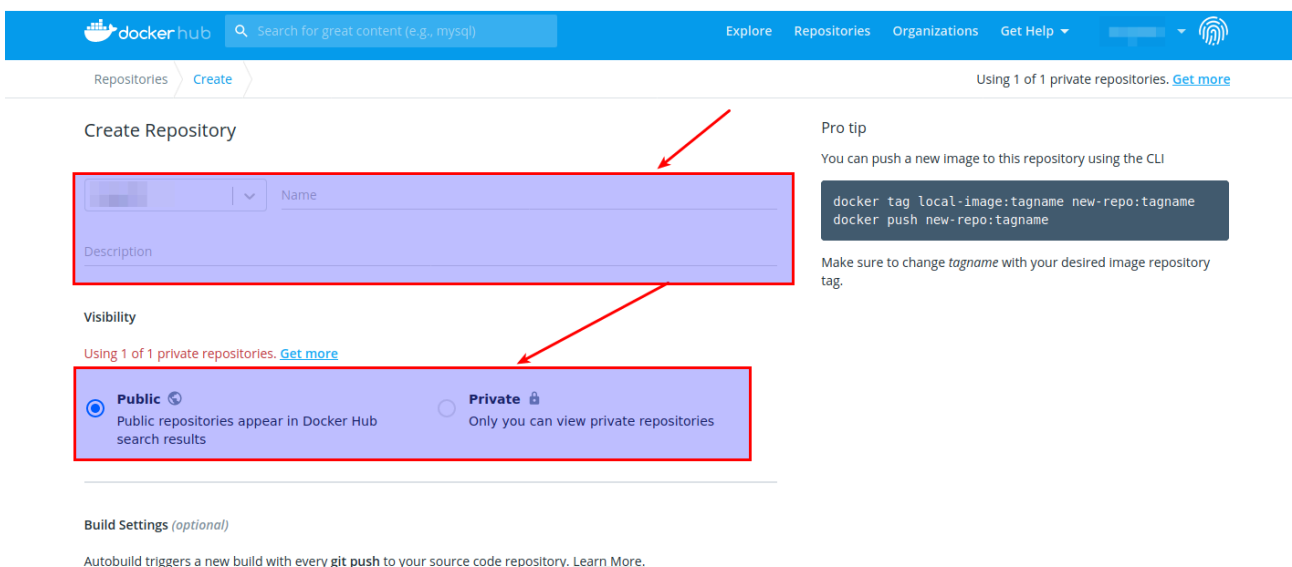 dockerhub
Search for great content (e.g., mysql)
Explore
Repositories
Organizations
Get Help
Repositories
Create
Using 1 of 1 private repositories. Get more
Create Repository
Name
Description
Visibility
Using 1 of 1 private repositories. Get more
Public
Public repositories appear in Docker Hub
search results
Private
Only you can view private repositories
Build Settings (optional)
Autobuild triggers a new build with every git push to your source code repository. Learn More.
Pro tip
You can push a new image to this repository using the CLI
docker tag local-image:tagname new-repo:tagname
docker push new-repo:tagname
Make sure to change tagname with your desired image repository
tag.